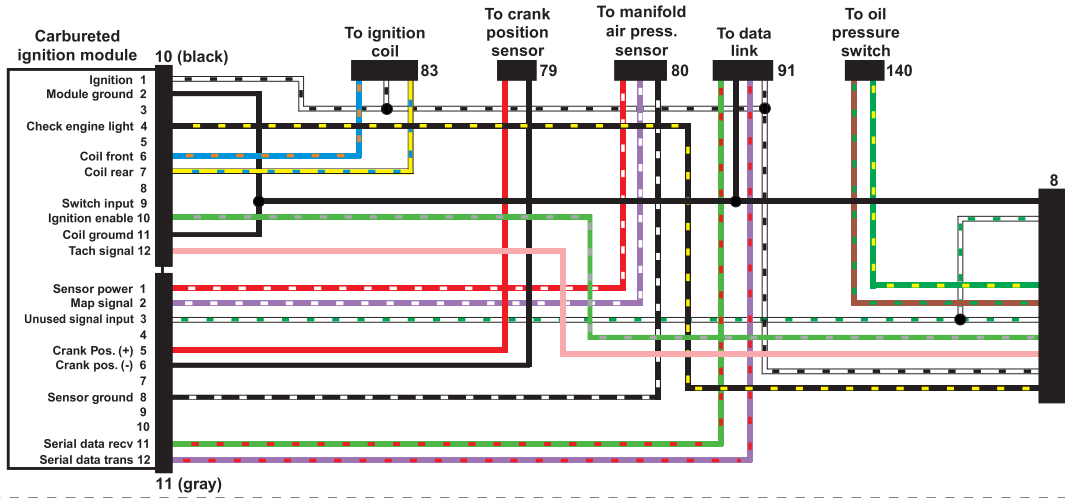 Carbureted
ignition module
10 (black)
To ignition
coil
83
To crank
position
sensor
79
To manifold
air press.
sensor
80
To data
link
91
To oil
pressure
switch
140
8
Ignition 1
Module ground 2
3
Check engine light 4
5
Coil front 6
Coil rear 7
8
Switch input 9
Ignition enable 10
Coil groumd 11
Tach signal 12
Sensor power 1
Map signal 2
Unused signal input 3
4
Crank Pos. (+) 5
Crank pos. (-) 6
7
Sensor ground 8
9
10
Serial data recv 11
Serial data trans 12
11 (gray)